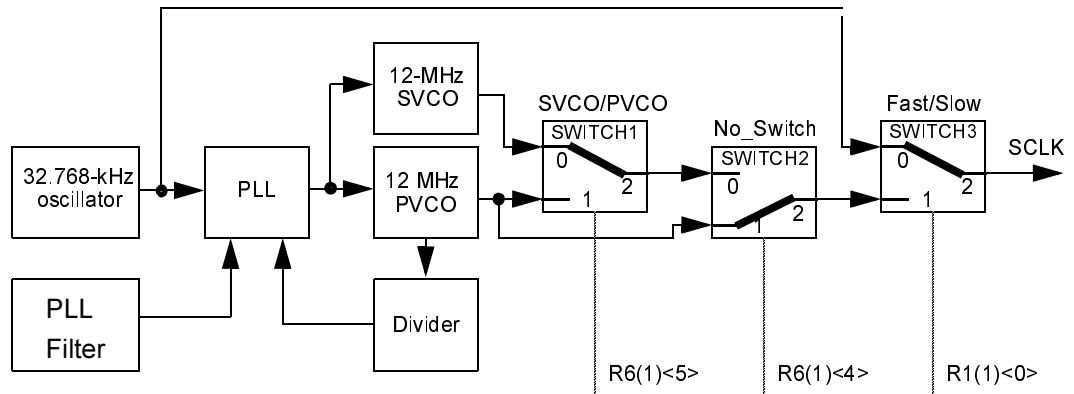 12-MHz
SVCO
SVCO/PVCO
Fast/Slow
SWITCH1
No_Switch
SWITCH3
SCLK
0
2
1
SWITCH2
0
1
2
0
2
1
32.768-kHz
oscillator
PLL
12 MHz
PVCO
PLL
Filter
Divider
R6(1)<5>
R6(1)<4>
R1(1)<0>